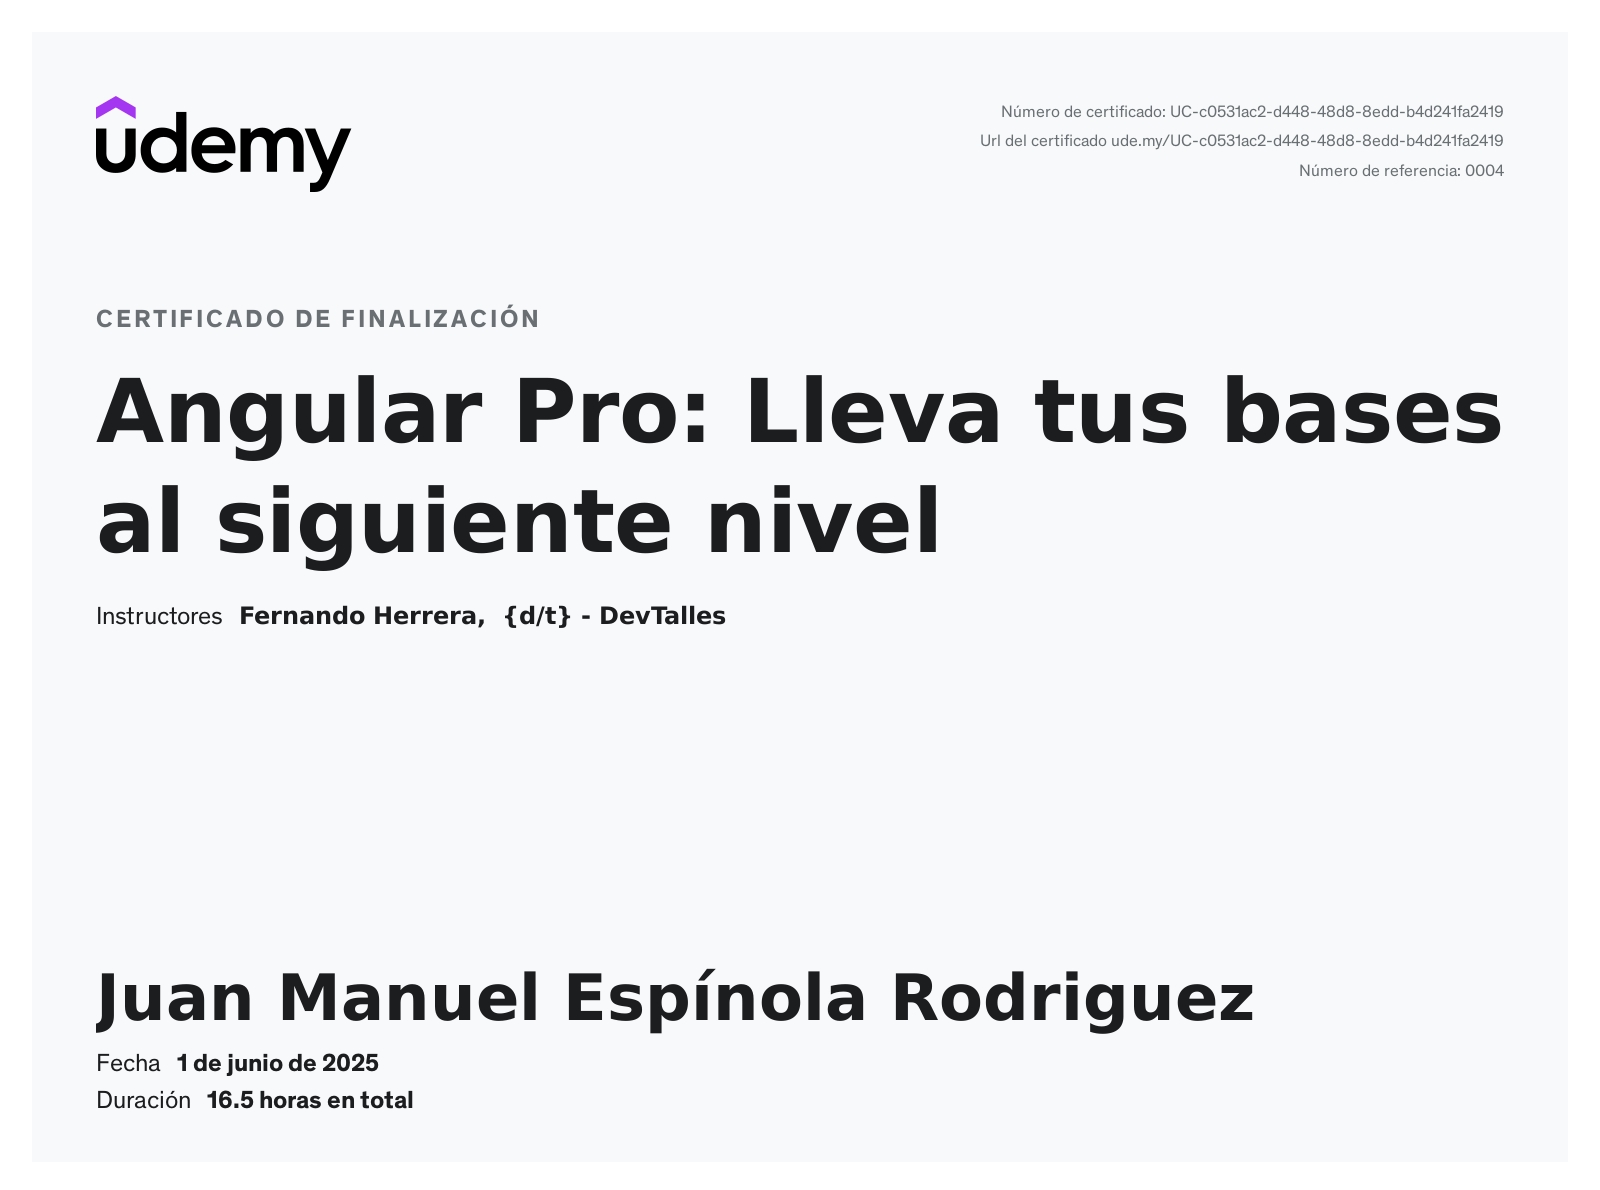 udemy
Número de certificado: UC-c0531ac2-d448-48d8-8edd-b4d241fa2419
Url del certificado ude.my/UC-c0531ac2-d448-48d8-8edd-b4d241fa2419
Número de referencia: 0004
CERTIFICADO DE FINALIZACIÓN
Angular Pro: Lleva tus bases
al siguiente nivel
Instructores Fernando Herrera, {d/t} - DevTalles
Juan Manuel Espínola Rodriguez
Fecha 1 de junio de 2025
Duración 16.5 horas en total